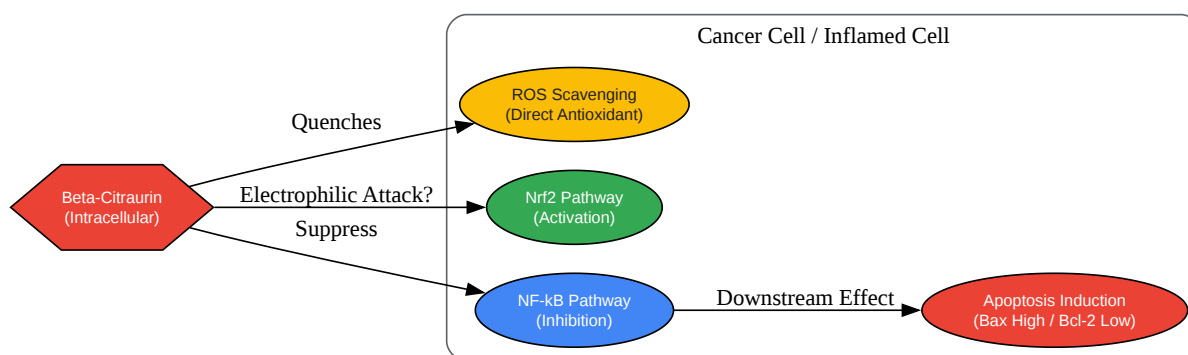 Cancer Cell / Inflamed Cell
ROS Scavenging
(Direct Antioxidant)
Quenches
Beta-Citraurin
(Intracellular)
Electrophilic Attack?
Nrf2 Pathway
(Activation)
Suppress
NF-kB Pathway
(Inhibition)
Downstream Effect
Apoptosis Induction
(Bax High / Bcl-2 Low)